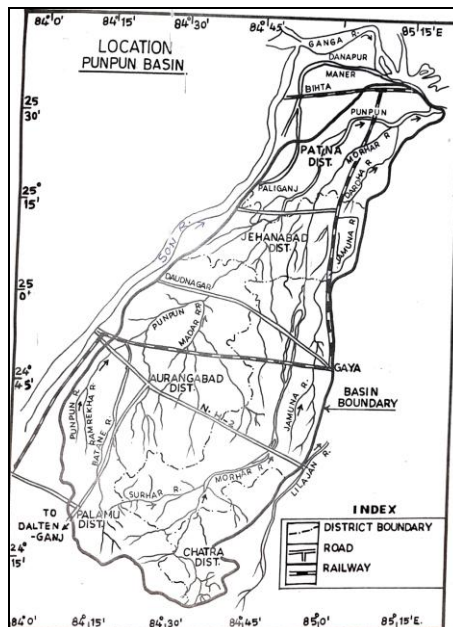 84°0'
84°15'
84°30'
84°45'
85°15'E
LOCATION
PUNPUN BASIN
GANGA R.
DANAPUR
MANER
BIHTA
25
30'
PUNPUN
PATNA
DIST.
MORHAR R.
DARDHA R.
PALIGANJ
25°
15'
JEHANABAD
DIST.
JAMUNA R
SON R.
25
0'
DAUDNAGAR
PUNPUN
MADAR R
GAYA
24°
45'
AURANGABAD
DIST.
BASIN
BOUNDARY
PUNPUN R.
RAMREKHA R.
BATANE R.
N.H-2
JAMUNA R.
LILAJAN R.
MORHAR R.
SURHAR R.
TO
DALTEN
-GANJ
PALAMU
DIST.
CHATRA
DIST.
24°
15'
INDEX
DISTRICT BOUNDARY
ROAD
RAILWAY
84°0'
84°15'
84°30'
84°45'
85°0'
85°15'E.